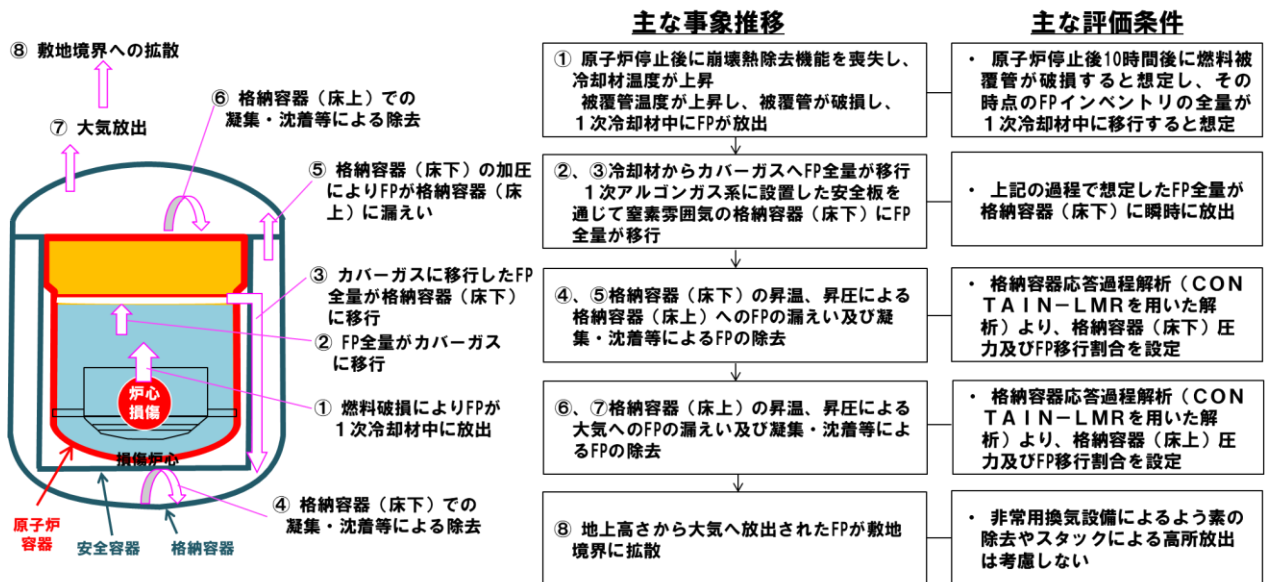 ⑧ 敷地境界への拡散
⑦ 大気放出
⑥ 格納容器（床上）での
凝集・沈着等による除去
⑤ 格納容器（床下）の加圧
によりFPが格納容器（床
上）に漏えい
③ カバーガスに移行したFP
全量が格納容器（床下）
に移行
② FP全量がカバーガス
に移行
炉心
損傷
① 燃料破損によりFPが
１次冷却材中に放出
損傷炉心
④ 格納容器（床下）での
凝集・沈着等による除去
原子炉
容器
安全容器
格納容器
主な事象推移
① 原子炉停止後に崩壊熱除去機能を喪失し、
冷却材温度が上昇
被覆管温度が上昇し、被覆管が破損し、
１次冷却材中にFPが放出
②、③冷却材からカバーガスへFP全量が移行
１次アルゴンガス系に設置した安全板を
通じて窒素雰囲気の格納容器（床下）にFP
全量が移行
④、⑤格納容器（床下）の昇温、昇圧による
格納容器（床上）へのFPの漏えい及び凝
集・沈着等によるFPの除去
⑥、⑦格納容器（床上）の昇温、昇圧による
大気へのFPの漏えい及び凝集・沈着等によ
るFPの除去
⑧ 地上高さから大気へ放出されたFPが敷地
境界に拡散
主な評価条件
・ 原子炉停止後10時間後に燃料被
覆管が破損すると想定し、その
時点のFPインベントリの全量が
１次冷却材中に移行すると想定
・ 上記の過程で想定したFP全量が
格納容器（床下）に瞬時に放出
・ 格納容器応答過程解析（ＣＯＮ
ＴＡＩＮ－ＬＭＲを用いた解
析）より、格納容器（床下）圧
力及びFP移行割合を設定
・ 格納容器応答過程解析（ＣＯＮ
ＴＡＩＮ－ＬＭＲを用いた解
析）より、格納容器（床上）圧
力及びFP移行割合を設定
・ 非常用換気設備によるよう素の
除去やスタックによる高所放出
は考慮しない